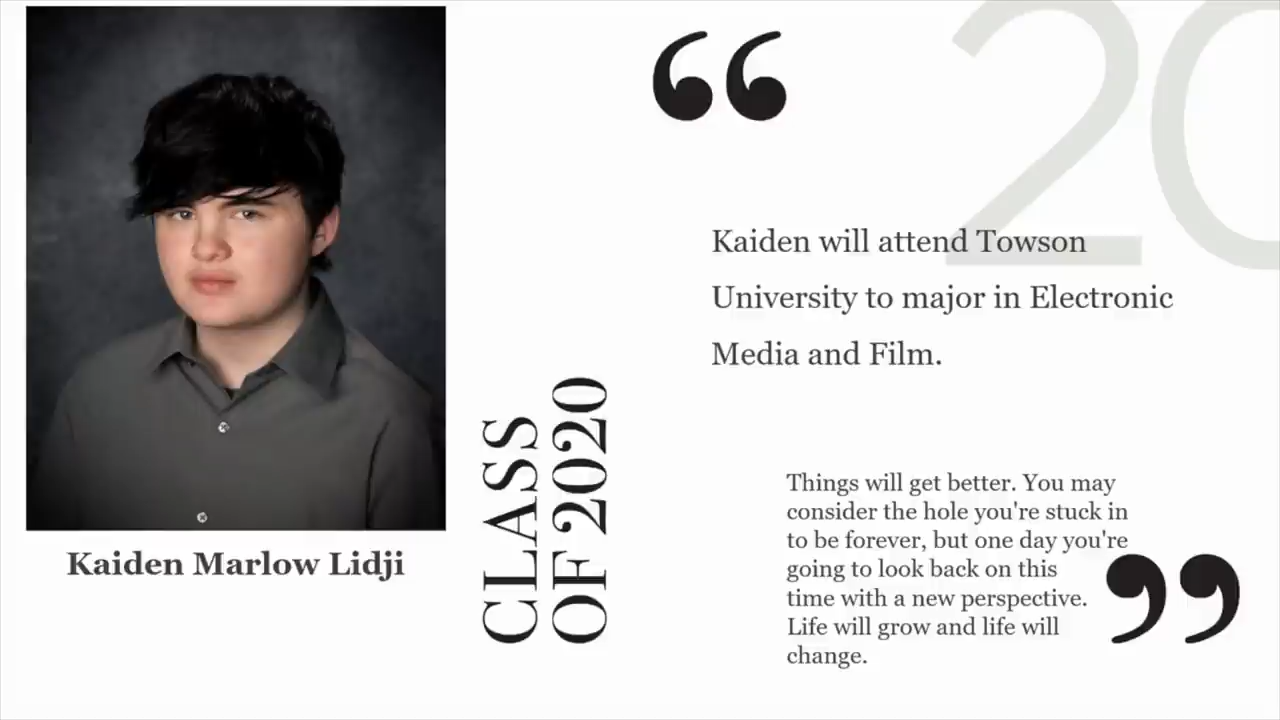 20
“
Kaiden will attend Towson
University to major in Electronic
Media and Film.
CLASS
OF 2020
Things will get better. You may
consider the hole you're stuck in
to be forever, but one day you're
going to look back on this
time with a new perspective.
Life will grow and life will
change.
”
Kaiden Marlow Lidji